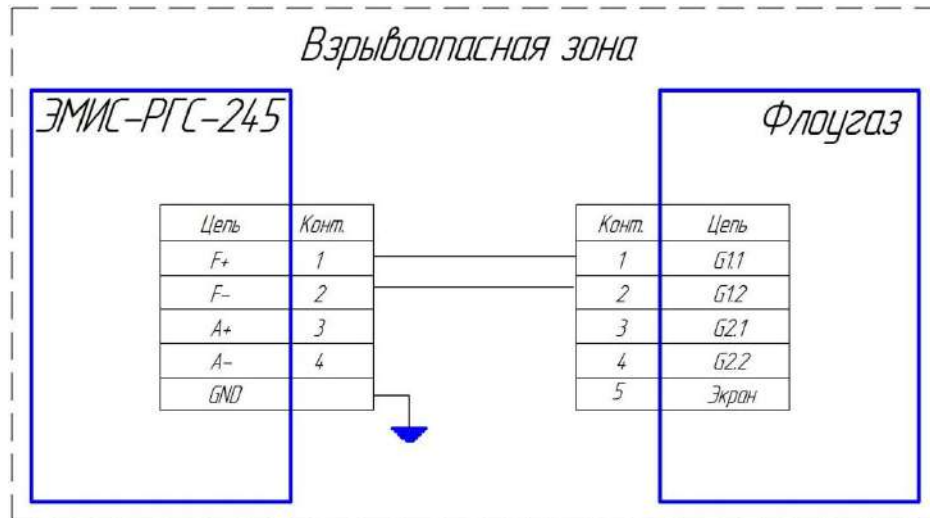 Взрывоопасная зона
ЭМИС-РГС-245
Флоугаз
Цепь Конт.
F+ 1
F- 2
A+ 3
A- 4
GND
Конт. Цепь
1 G1.1
2 G1.2
3 G2.1
4 G2.2
5 Экран